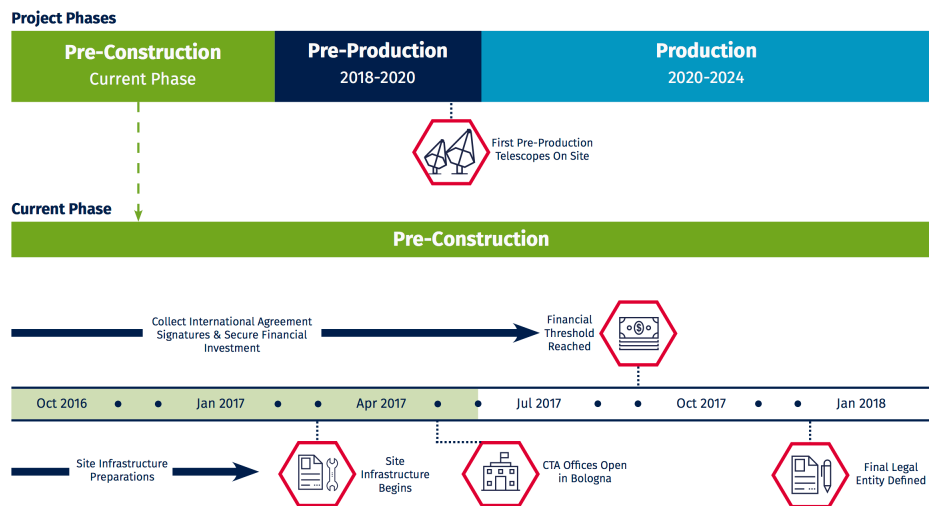 Project Phases
Pre-Construction
Current Phase
Pre-Production
2018-2020
Production
2020-2024
First Pre-Production
Telescopes On Site
Current Phase
Pre-Construction
Collect International Agreement
Signatures & Secure Financial
Investment
Financial
Threshold
Reached
$
Oct 2016
Jan 2017
Apr 2017
Jul 2017
Oct 2017
Jan 2018
Site Infrastructure
Preparations
Site
Infrastructure
Begins
CTA Offices Open
in Bologna
Final Legal
Entity Defined